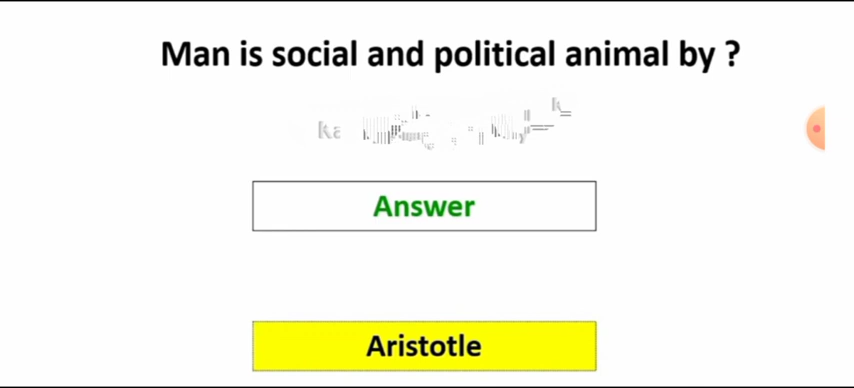 Man is social and political animal by ?
Answer
Aristotle